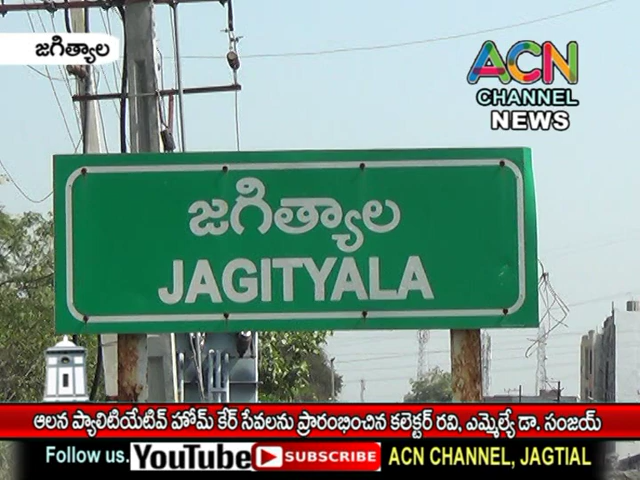 జగిత్యాల
ACN
CHANNEL
NEWS
జగిత్యాల
JAGITYALA
ఆలన ప్యాలిటియేటివ్ హోమ్ కేర్ సేవలను ప్రారంభించిన కలెక్టర్ రవి, ఎమ్మెల్యే డా. సంజయ్
Follow us. YouTube SUBSCRIBE ACN CHANNEL, JAGTIAL